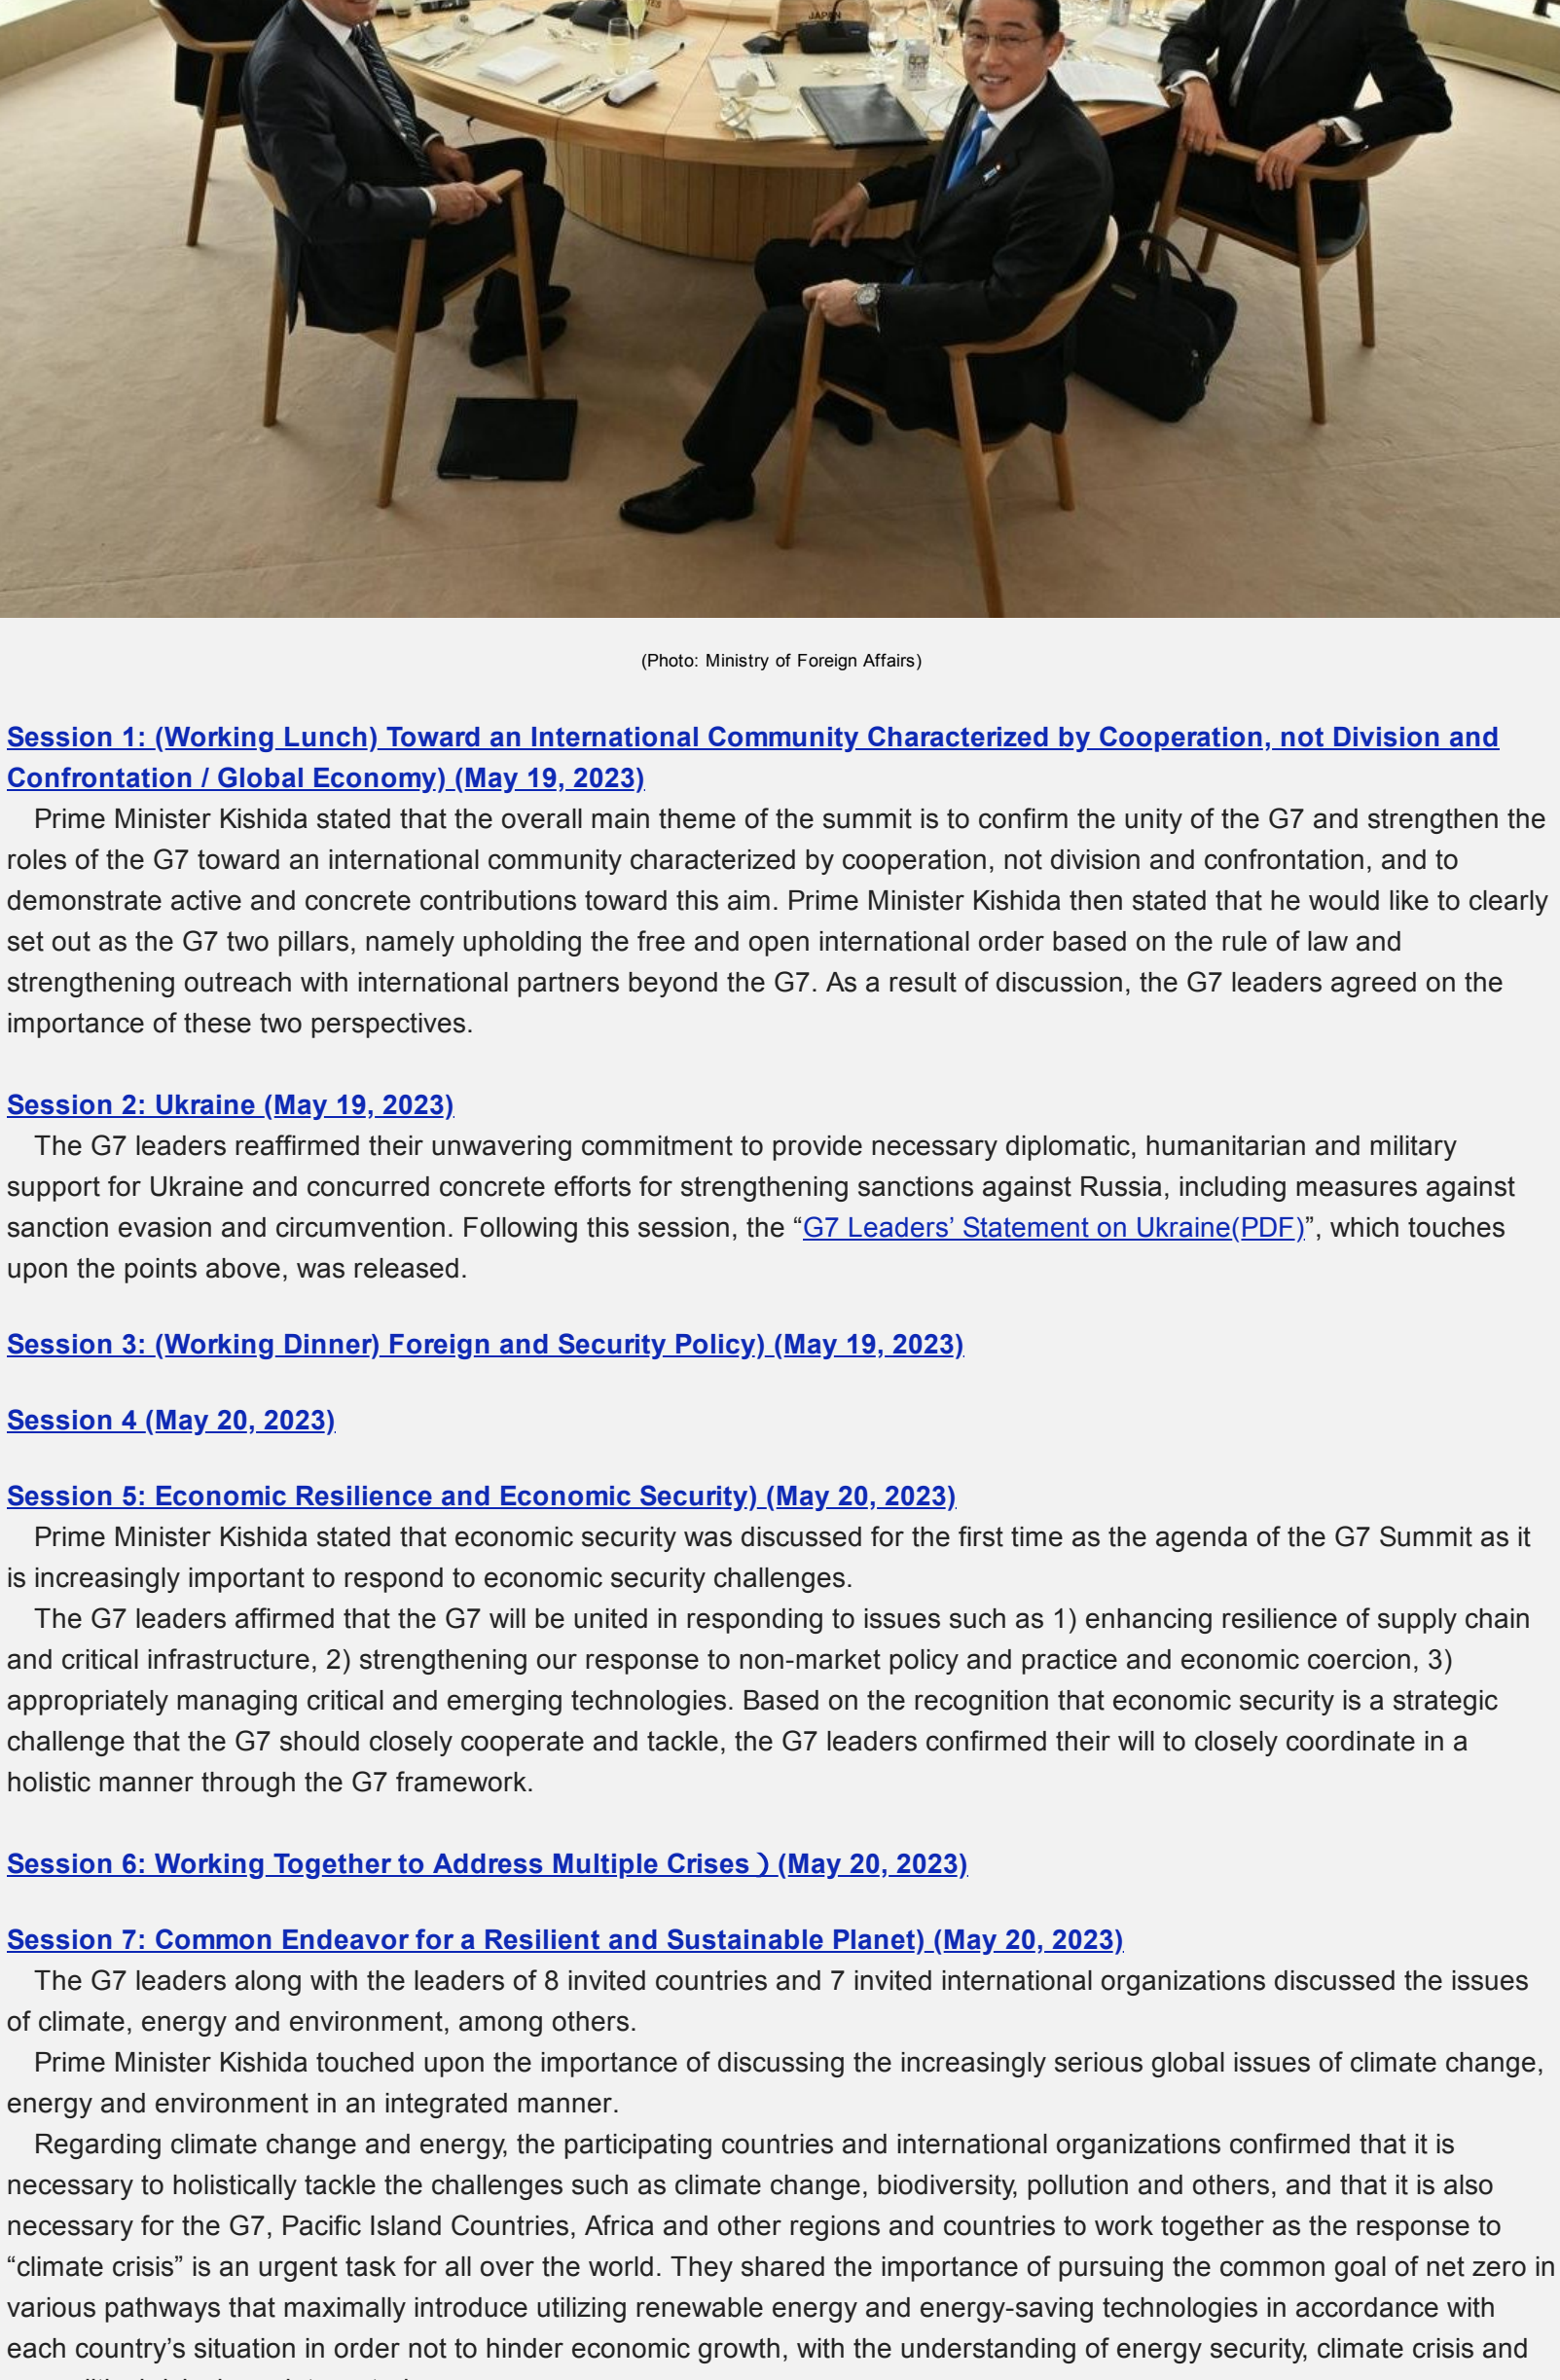 JAPAN
(Photo: Ministry of Foreign Affairs)
Session 1: (Working Lunch) Toward an International Community Characterized by Cooperation, not Division and
Confrontation / Global Economy) (May 19, 2023)
Prime Minister Kishida stated that the overall main theme of the summit is to confirm the unity of the G7 and strengthen the
roles of the G7 toward an international community characterized by cooperation, not division and confrontation, and to
demonstrate active and concrete contributions toward this aim. Prime Minister Kishida then stated that he would like to clearly
set out as the G7 two pillars, namely upholding the free and open international order based on the rule of law and
strengthening outreach with international partners beyond the G7. As a result of discussion, the G7 leaders agreed on the
importance of these two perspectives.
Session 2: Ukraine (May 19, 2023)
The G7 leaders reaffirmed their unwavering commitment to provide necessary diplomatic, humanitarian and military
support for Ukraine and concurred concrete efforts for strengthening sanctions against Russia, including measures against
sanction evasion and circumvention. Following this session, the “G7 Leaders’ Statement on Ukraine(PDF)”, which touches
upon the points above, was released.
Session 3: (Working Dinner) Foreign and Security Policy) (May 19, 2023)
Session 4 (May 20, 2023)
Session 5: Economic Resilience and Economic Security) (May 20, 2023)
Prime Minister Kishida stated that economic security was discussed for the first time as the agenda of the G7 Summit as it
is increasingly important to respond to economic security challenges.
The G7 leaders affirmed that the G7 will be united in responding to issues such as 1) enhancing resilience of supply chain
and critical infrastructure, 2) strengthening our response to non-market policy and practice and economic coercion, 3)
appropriately managing critical and emerging technologies. Based on the recognition that economic security is a strategic
challenge that the G7 should closely cooperate and tackle, the G7 leaders confirmed their will to closely coordinate in a
holistic manner through the G7 framework.
Session 6: Working Together to Address Multiple Crises）(May 20, 2023)
Session 7: Common Endeavor for a Resilient and Sustainable Planet) (May 20, 2023)
The G7 leaders along with the leaders of 8 invited countries and 7 invited international organizations discussed the issues
of climate, energy and environment, among others.
Prime Minister Kishida touched upon the importance of discussing the increasingly serious global issues of climate change,
energy and environment in an integrated manner.
Regarding climate change and energy, the participating countries and international organizations confirmed that it is
necessary to holistically tackle the challenges such as climate change, biodiversity, pollution and others, and that it is also
necessary for the G7, Pacific Island Countries, Africa and other regions and countries to work together as the response to
“climate crisis” is an urgent task for all over the world. They shared the importance of pursuing the common goal of net zero in
various pathways that maximally introduce utilizing renewable energy and energy-saving technologies in accordance with
each country’s situation in order not to hinder economic growth, with the understanding of energy security, climate crisis and